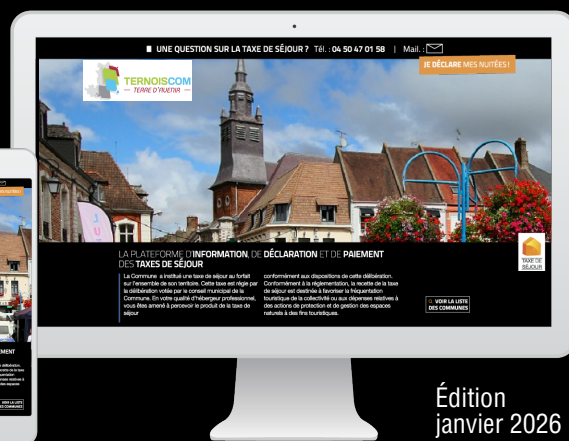 UNE QUESTION SUR LA TAXE DE SÉJOUR ? Tél. : 04 50 47 01 58 | Mail. :
JE DÉCLARE MES NUITÉES !
TERNOISCOM
TERRE D'AVENIR
LA PLATEFORME D'INFORMATION, DE DÉCLARATION ET DE PAIEMENT
DES TAXES DE SÉJOUR
La Commune a institué une taxe de séjour au forfait
sur l'ensemble de son territoire. Cette taxe est régie par
la délibération votée par le conseil municipal de la
Commune. En votre qualité d'hébergeur professionnel,
vous êtes amené à percevoir le produit de la taxe de
séjour
conformément aux dispositions de cette délibération.
Conformément à la réglementation, la recette de la taxe
de séjour est destinée à favoriser la fréquentation
touristique de la collectivité ou aux dépenses relatives à
des actions de protection et de gestion des espaces
naturels à des fins touristiques.
TAXE DE
SÉJOUR
VOIR LA LISTE
DES COMMUNES
VOIR LA LISTE
DES COMMUNES
Édition
janvier 2026